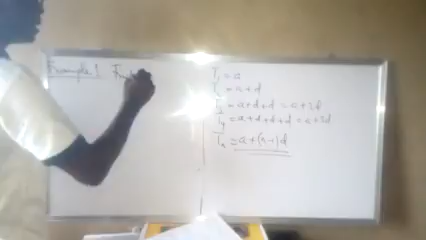 Example 1
T₁ = a
T₂ = a+d
T₃ = a+d+d = a+2d
T₄ = a+d+d+d = a+3d
Tₙ = a+(n-1)d